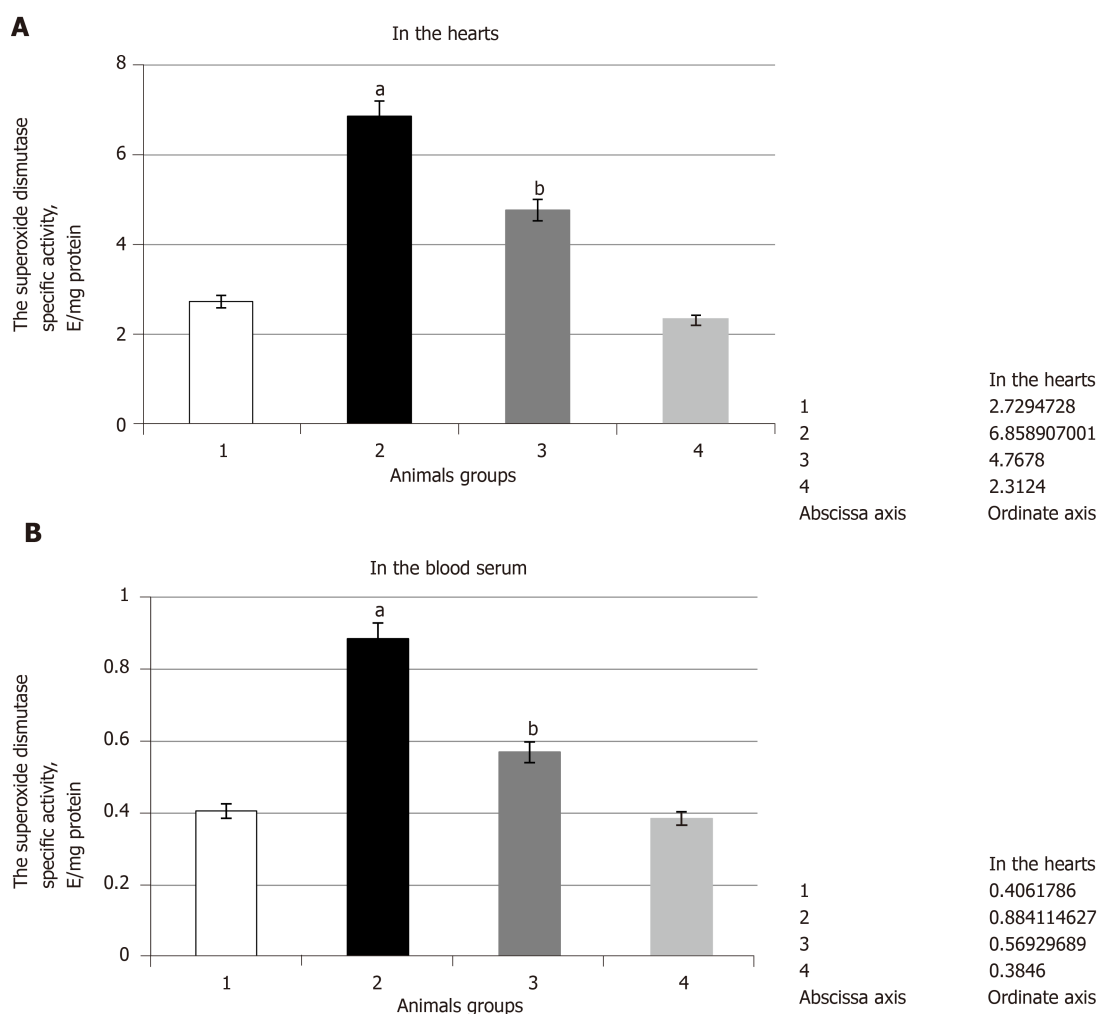 A
In the hearts
The superoxide dismutase
specific activity,
E/mg protein
8
6
4
2
0
a
b
1 2 3 4
Animals groups
In the hearts
1 2.7294728
2 6.858907001
3 4.7678
4 2.3124
Abscissa axis Ordinate axis
B
In the blood serum
The superoxide dismutase
specific activity,
E/mg protein
1
0.8
0.6
0.4
0.2
0
a
b
1 2 3 4
Animals groups
In the hearts
1 0.4061786
2 0.884114627
3 0.56929689
4 0.3846
Abscissa axis Ordinate axis